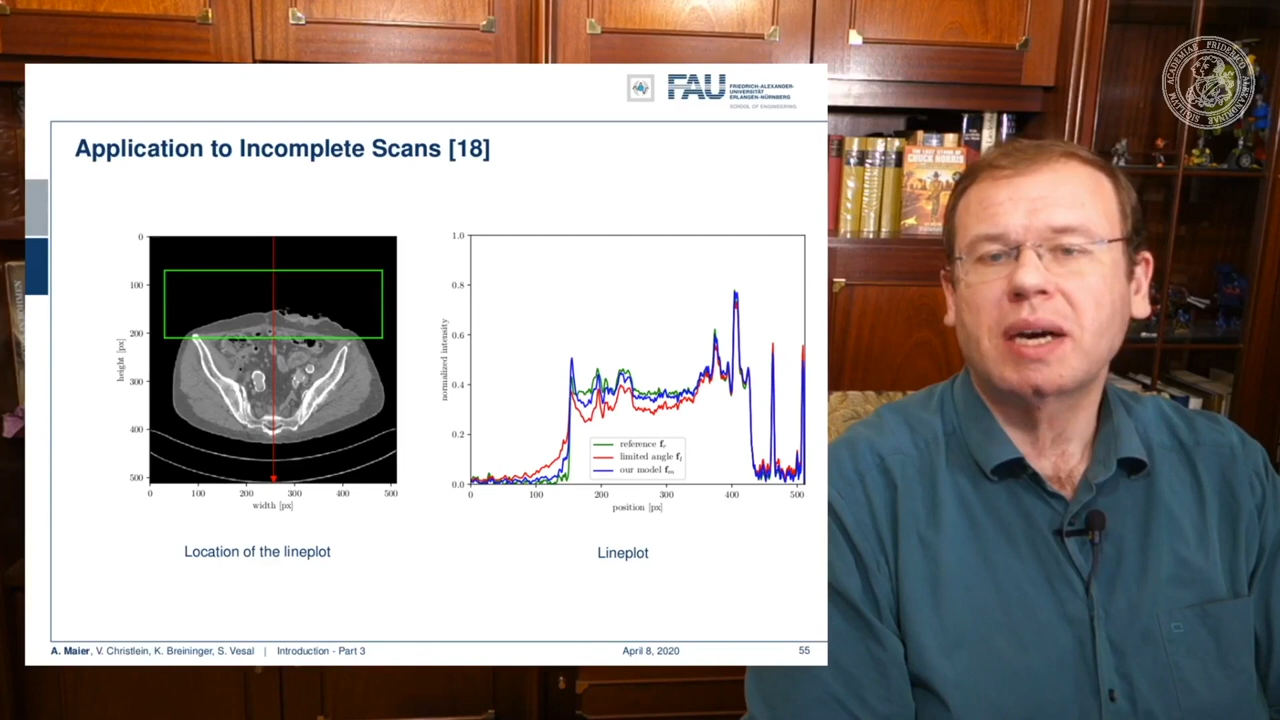 FAU
FRIEDRICH-ALEXANDER-
UNIVERSITÄT
ERLANGEN-NÜRNBERG
SCHOOL OF ENGINEERING
Application to Incomplete Scans [18]
0
100
200
300
400
500
height [px]
0 100 200 300 400 500
width [px]
1.0
0.8
0.6
0.4
0.2
0.0
normalized intensity
reference fr
limited angle fl
our model fm
0 100 200 300 400 500
position [px]
Location of the lineplot
Lineplot
A. Maier, V. Christlein, K. Breininger, S. Vesal | Introduction - Part 3
April 8, 2020
55
CHUCK NORRIS